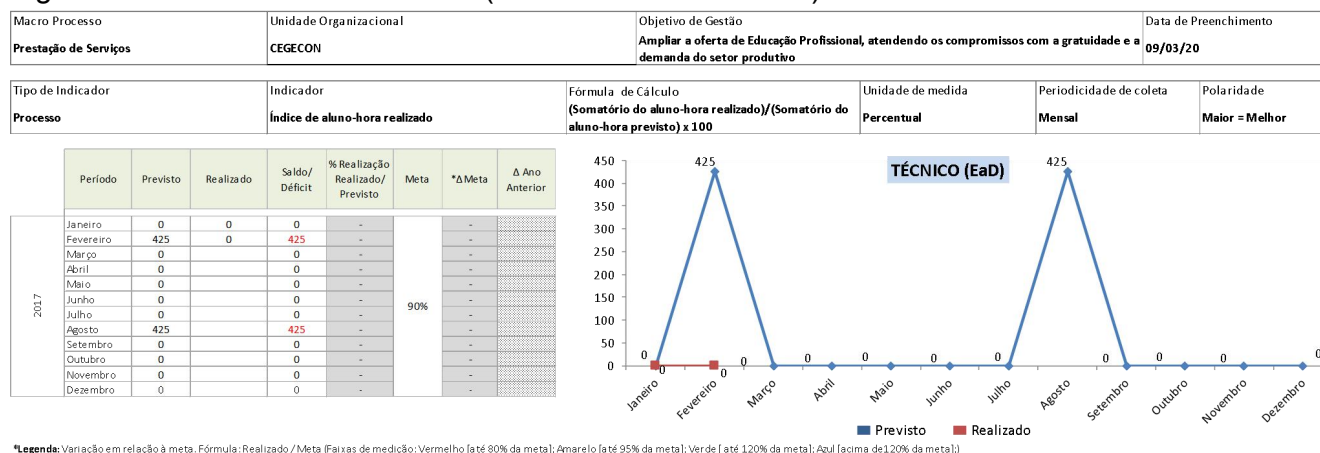 Macro Processo
Unidade Organizacional
Objetivo de Gestão
Data de Preenchimento
Prestação de Serviços
CEGECON
Ampliar a oferta de Educação Profissional, atendendo os compromissos com a gratuidade e a
demanda do setor produtivo
09/03/20
Tipo de Indicador
Indicador
Fórmula de Cálculo
Unidade de medida
Periodicidade de coleta
Polaridade
Processo
Índice de aluno-hora realizado
(Somatório do aluno-hora realizado)/(Somatório do
aluno-hora previsto) x 100
Percentual
Mensal
Maior = Melhor
Período Previsto Realizado Saldo/ Déficit % Realização Realizado/ Previsto Meta *Δ Meta Δ Ano Anterior
2017
90%
Janeiro 0 0 0 - -
Fevereiro 425 0 425 - -
Março 0 0 - -
Abril 0 0 - -
Maio 0 0 - -
Junho 0 0 - -
Julho 0 0 - -
Agosto 425 425 - -
Setembro 0 0 - -
Outubro 0 0 - -
Novembro 0 0 - -
Dezembro 0 0 - -
TÉCNICO (EaD)
450
400
350
300
250
200
150
100
50
0
425
425
0 0 0 0 0 0 0 0 0 0
0 0
Janeiro
Fevereiro
Março
Abril
Maio
Junho
Julho
Agosto
Setembro
Outubro
Novembro
Dezembro
Previsto
Realizado
*Legenda: Variação em relação à meta. Fórmula: Realizado / Meta (Faixas de medição: Vermelho [até 80% da meta]; Amarelo [até 95% da meta]; Verde [ até 120% da meta]; Azul [acima de120% da meta];)